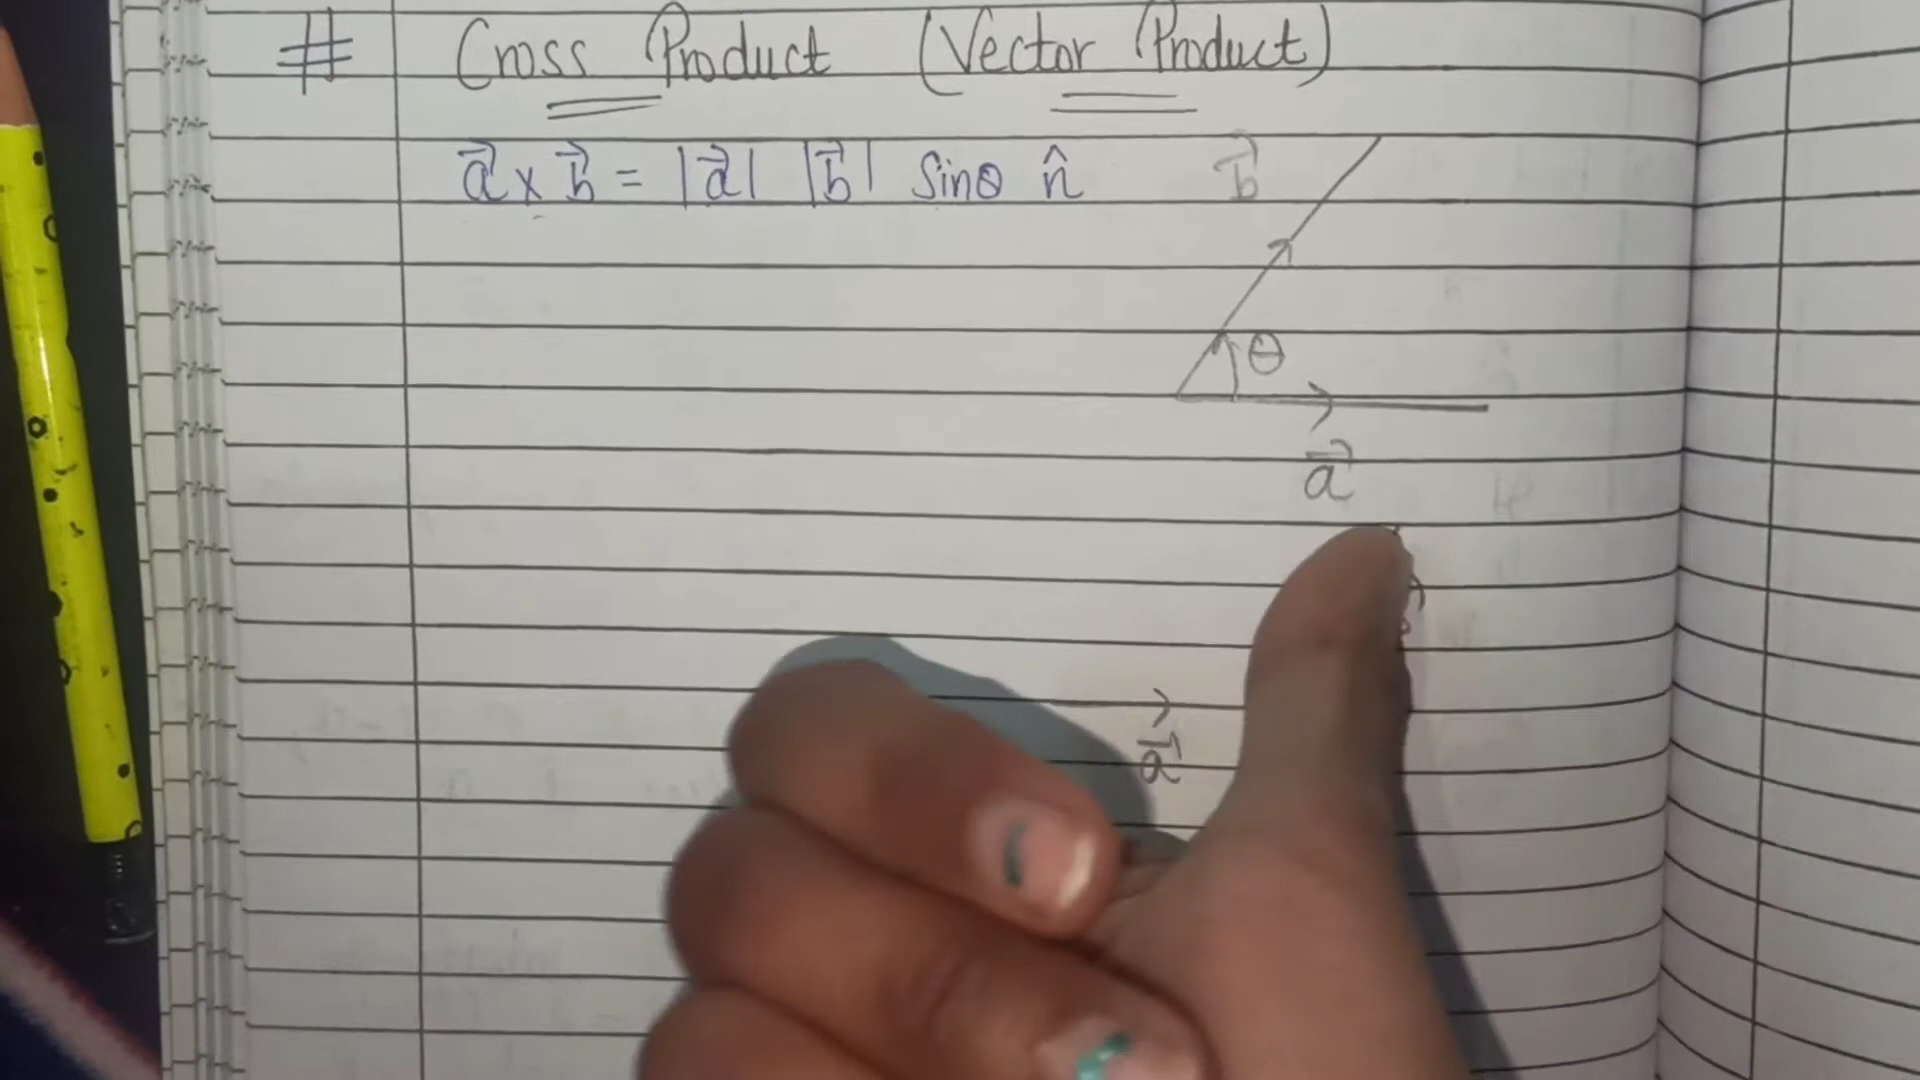 # Cross Product (Vector Product)
a⃗ x b⃗ = |a⃗| |b⃗| Sinθ n̂
b⃗
θ
a⃗
a⃗